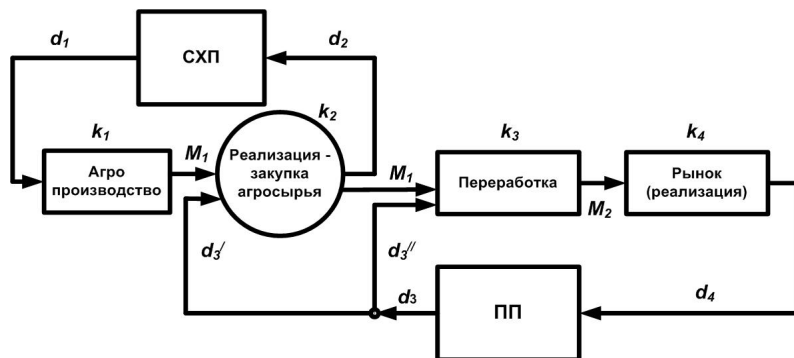 d₁
СХП
d₂
k₁
Агро
производство
M₁
k₂
Реализация -
закупка
агросырья
M₁
k₃
Переработка
M₂
k₄
Рынок
(реализация)
d₃/
d₃//
d₃
ПП
d₄